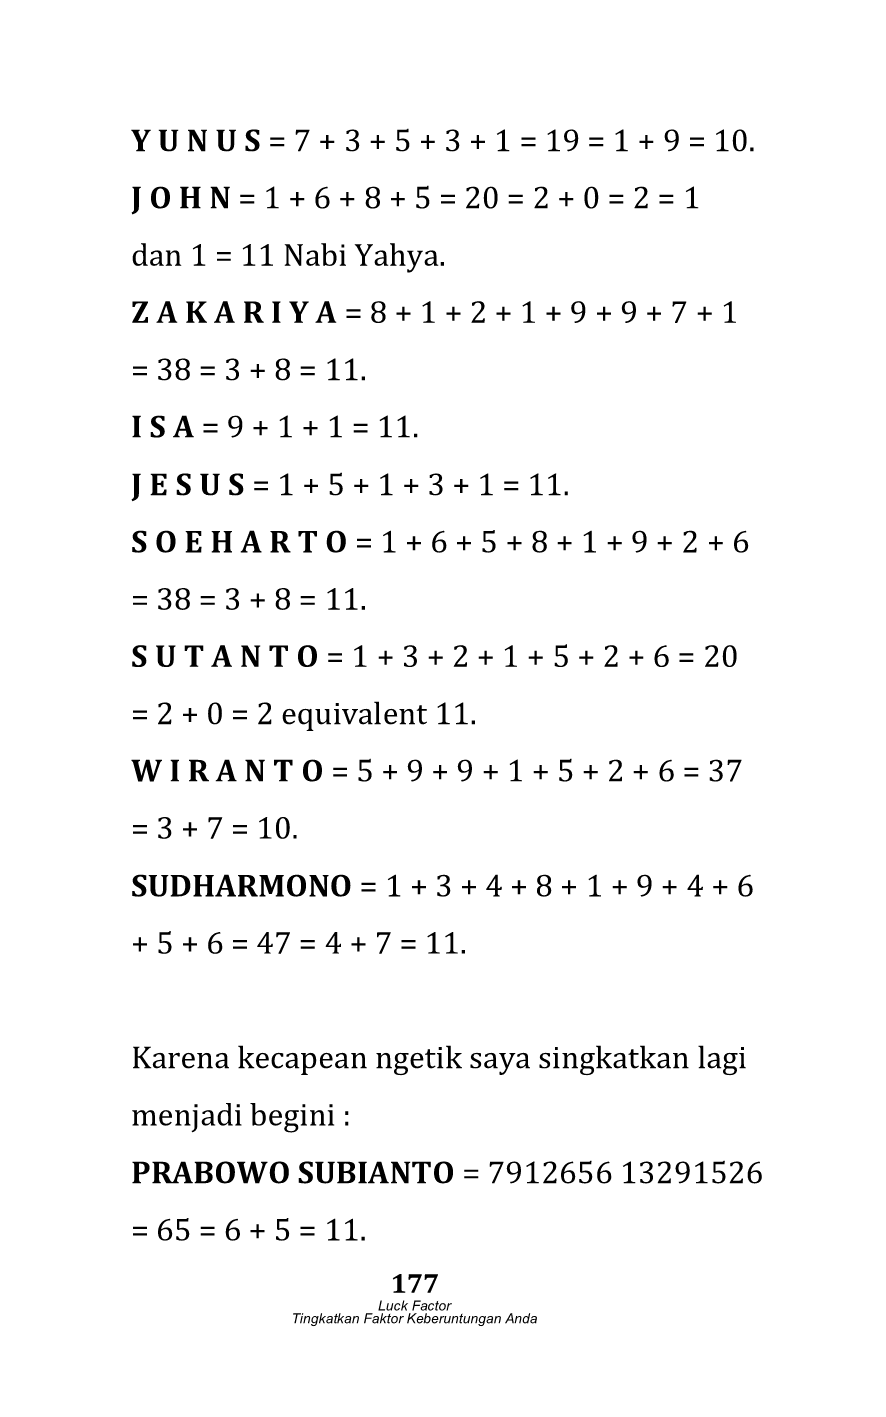 Y U N U S = 7 + 3 + 5 + 3 + 1 = 19 = 1 + 9 = 10.
J O H N = 1 + 6 + 8 + 5 = 20 = 2 + 0 = 2 = 1
dan 1 = 11 Nabi Yahya.
Z A K A R I Y A = 8 + 1 + 2 + 1 + 9 + 9 + 7 + 1
= 38 = 3 + 8 = 11.
I S A = 9 + 1 + 1 = 11.
J E S U S = 1 + 5 + 1 + 3 + 1 = 11.
S O E H A R T O = 1 + 6 + 5 + 8 + 1 + 9 + 2 + 6
= 38 = 3 + 8 = 11.
S U T A N T O = 1 + 3 + 2 + 1 + 5 + 2 + 6 = 20
= 2 + 0 = 2 equivalent 11.
W I R A N T O = 5 + 9 + 9 + 1 + 5 + 2 + 6 = 37
= 3 + 7 = 10.
SUDHARMONO = 1 + 3 + 4 + 8 + 1 + 9 + 4 + 6
+ 5 + 6 = 47 = 4 + 7 = 11.
Karena kecapean ngetik saya singkatkan lagi
menjadi begini :
PRABOWO SUBIANTO = 7912656 13291526
= 65 = 6 + 5 = 11.
177
Luck Factor
Tingkatkan Faktor Keberuntungan Anda